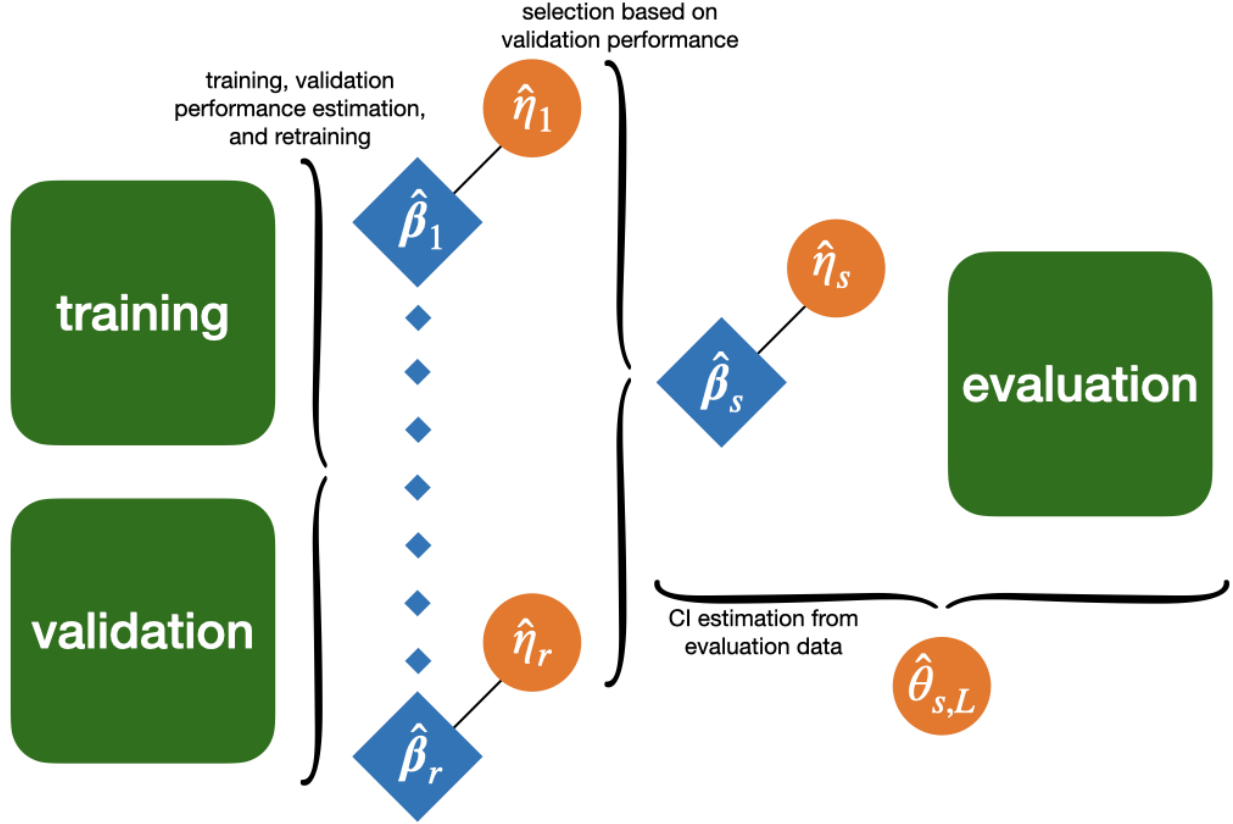 selection based on
validation performance
training, validation
performance estimation,
and retraining
η̂₁
β̂₁
training
η̂ₛ
β̂ₛ
evaluation
validation
η̂ᵣ
β̂ᵣ
CI estimation from
evaluation data
θ̂ₛ,L